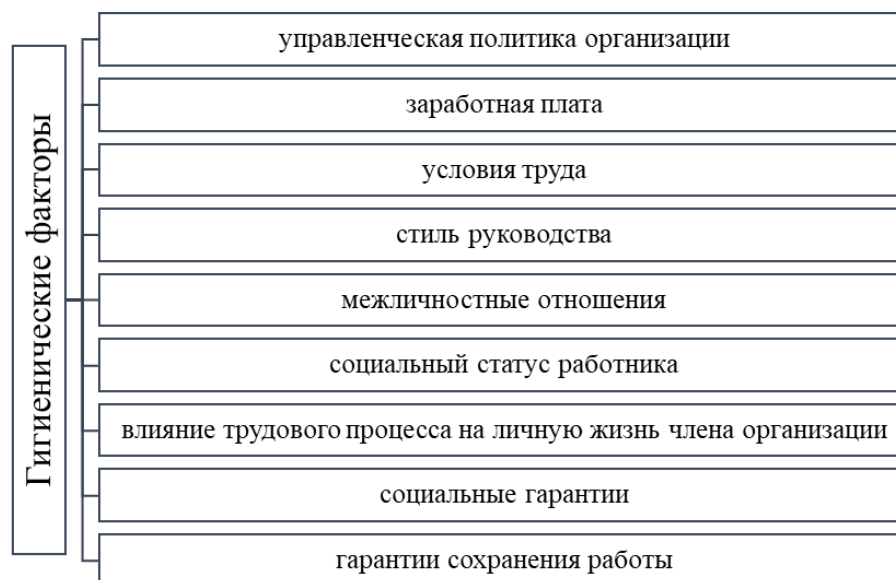 Гигиенические факторы
управленческая политика организации
заработная плата
условия труда
стиль руководства
межличностные отношения
социальный статус работника
влияние трудового процесса на личную жизнь члена организации
социальные гарантии
гарантии сохранения работы